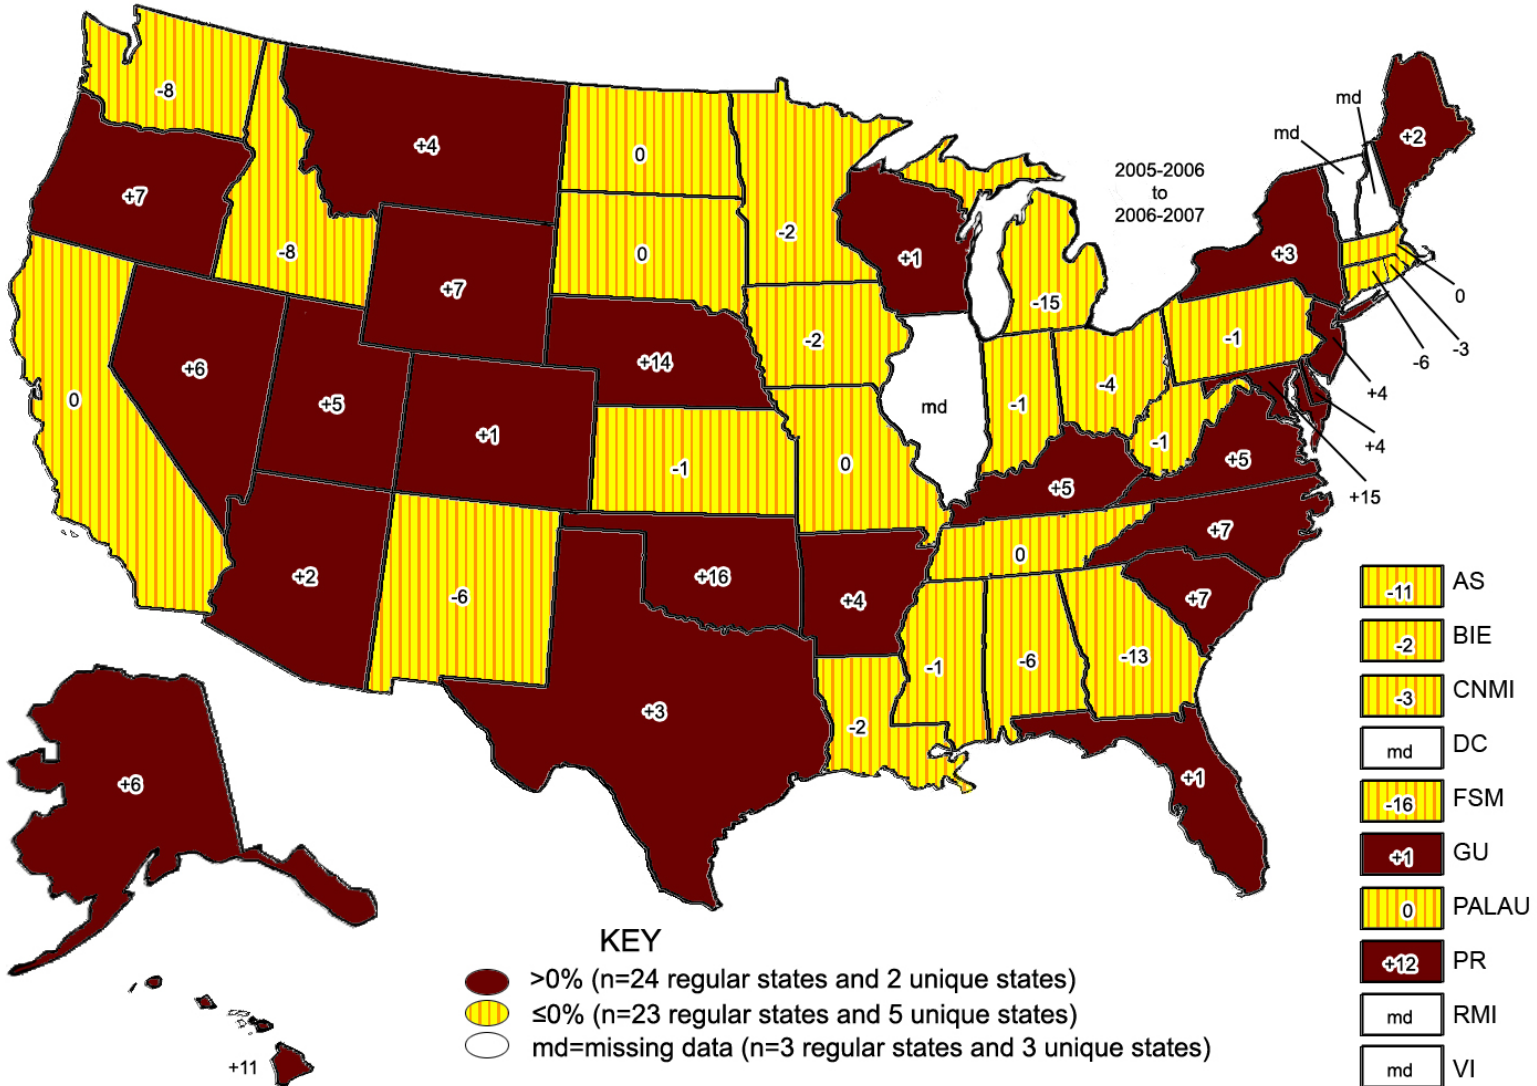 md
md
-8
+4
0
+2
2005-2006
to
2006-2007
+7
-8
+7
0
-2
+1
-15
+3
0
-3
-6
+4
+4
+15
0
+6
+5
+1
+14
-1
-2
0
md
-1
-4
-1
-1
+5
+5
+7
+7
+2
-6
+16
+4
0
-1
-6
-13
+3
-2
+1
+6
+11
-11 AS
-2 BIE
-3 CNMI
md DC
-16 FSM
+1 GU
0 PALAU
+12 PR
md RMI
md VI
KEY
>0% (n=24 regular states and 2 unique states)
≤0% (n=23 regular states and 5 unique states)
md=missing data (n=3 regular states and 3 unique states)